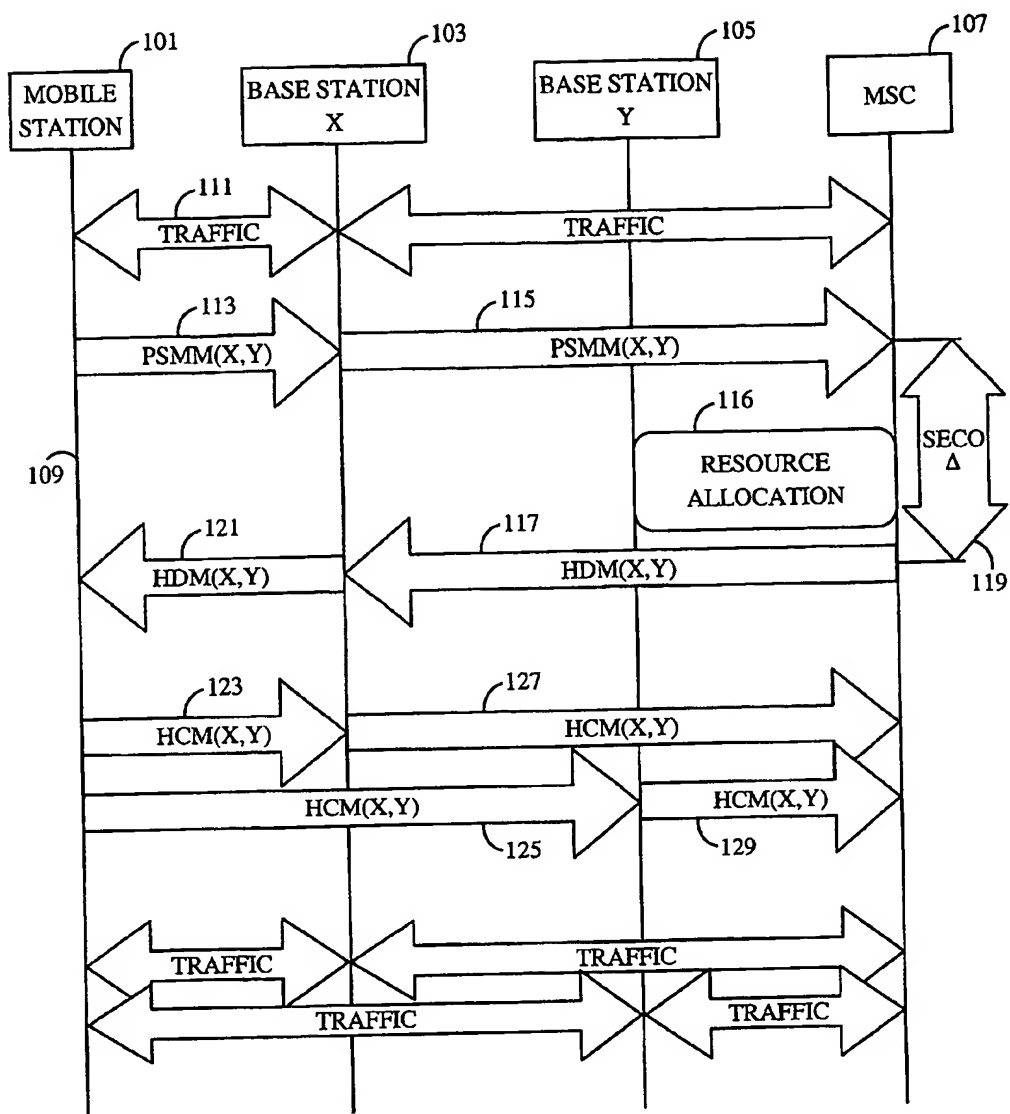 101
103
105
107
MOBILE
STATION
BASE STATION
X
BASE STATION
Y
MSC
111
TRAFFIC
TRAFFIC
113
115
PSMM(X,Y)
PSMM(X,Y)
116
RESOURCE
ALLOCATION
SECO
Δ
109
121
117
HDM(X,Y)
HDM(X,Y)
119
123
127
HCM(X,Y)
HCM(X,Y)
HCM(X,Y)
HCM(X,Y)
125
129
TRAFFIC
TRAFFIC
TRAFFIC
TRAFFIC